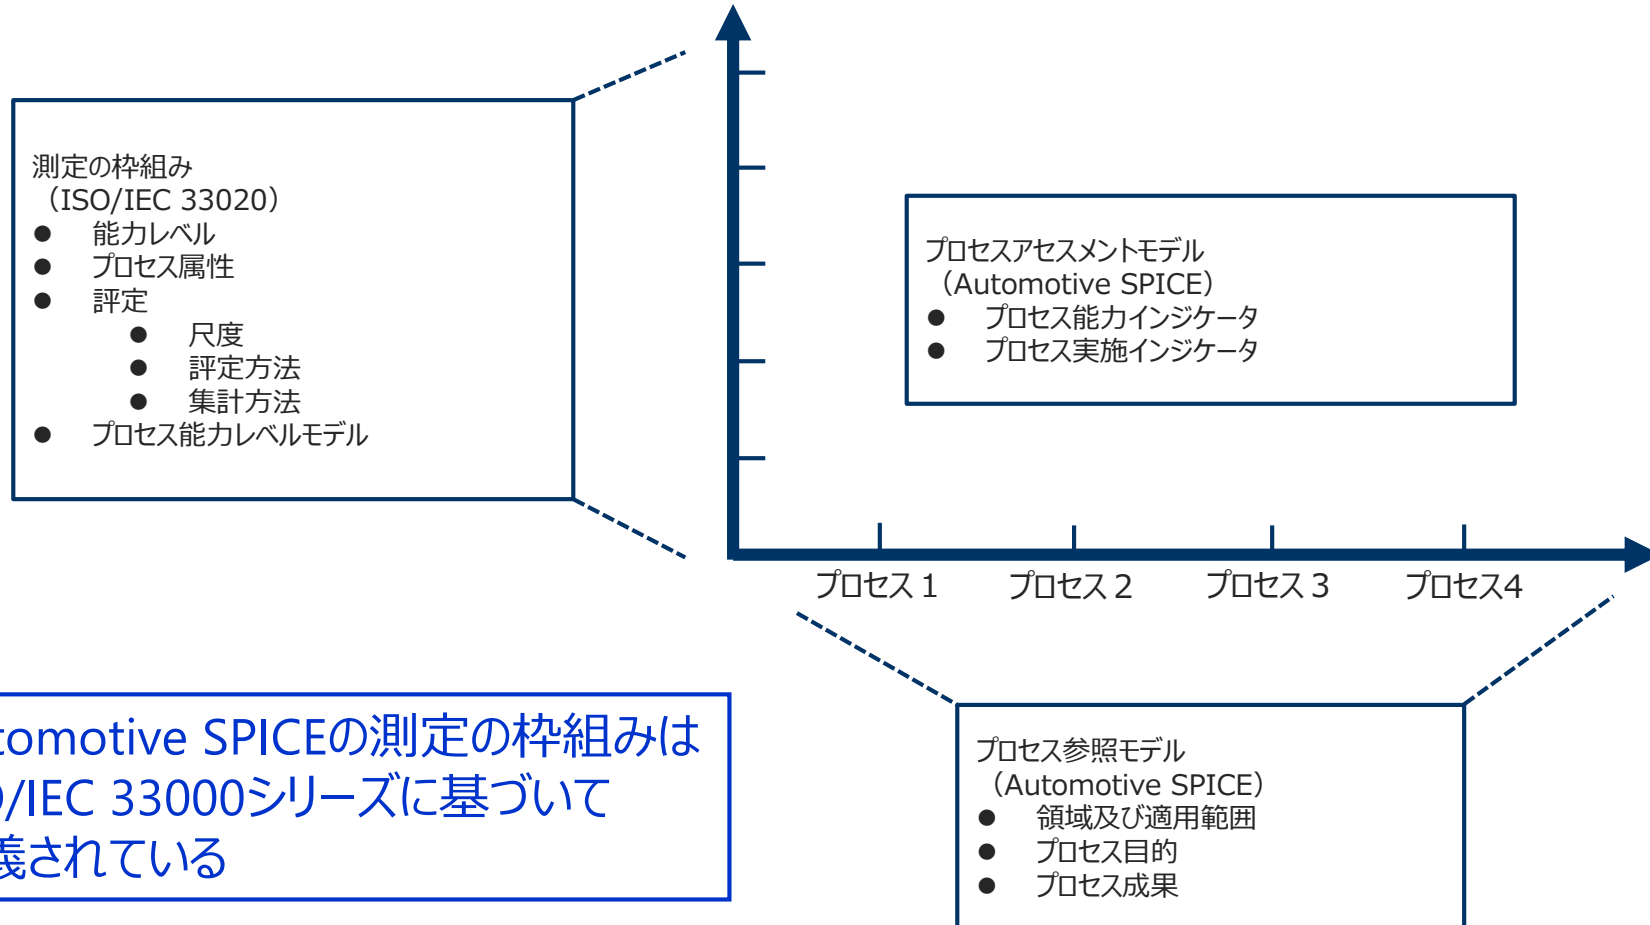 測定の枠組み
（ISO/IEC 33020）
● 能力レベル
● プロセス属性
● 評定
● 尺度
● 評定方法
● 集計方法
● プロセス能力レベルモデル
プロセスアセスメントモデル
（Automotive SPICE）
● プロセス能力インジケータ
● プロセス実施インジケータ
プロセス１ プロセス２ プロセス３ プロセス4
tomotive SPICEの測定の枠組みは
/IEC 33000シリーズに基づいて
義されている
プロセス参照モデル
（Automotive SPICE）
● 領域及び適用範囲
● プロセス目的
● プロセス成果